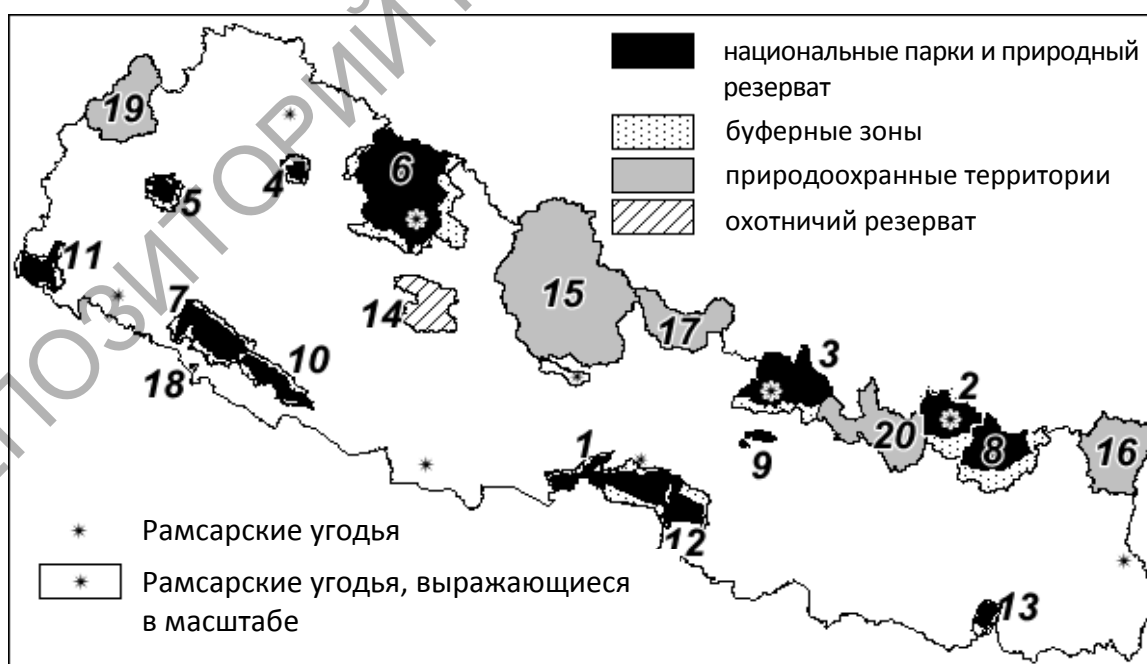 национальные парки и природный
резерват
буферные зоны
природоохранные территории
охотничий резерват
19
6
4
5
11
7
14
15
17
10
18
3
2
20
8
16
9
1
12
13
Рамсарские угодья
Рамсарские угодья, выражающиеся
в масштабе
ПОЗИТОРИЙ